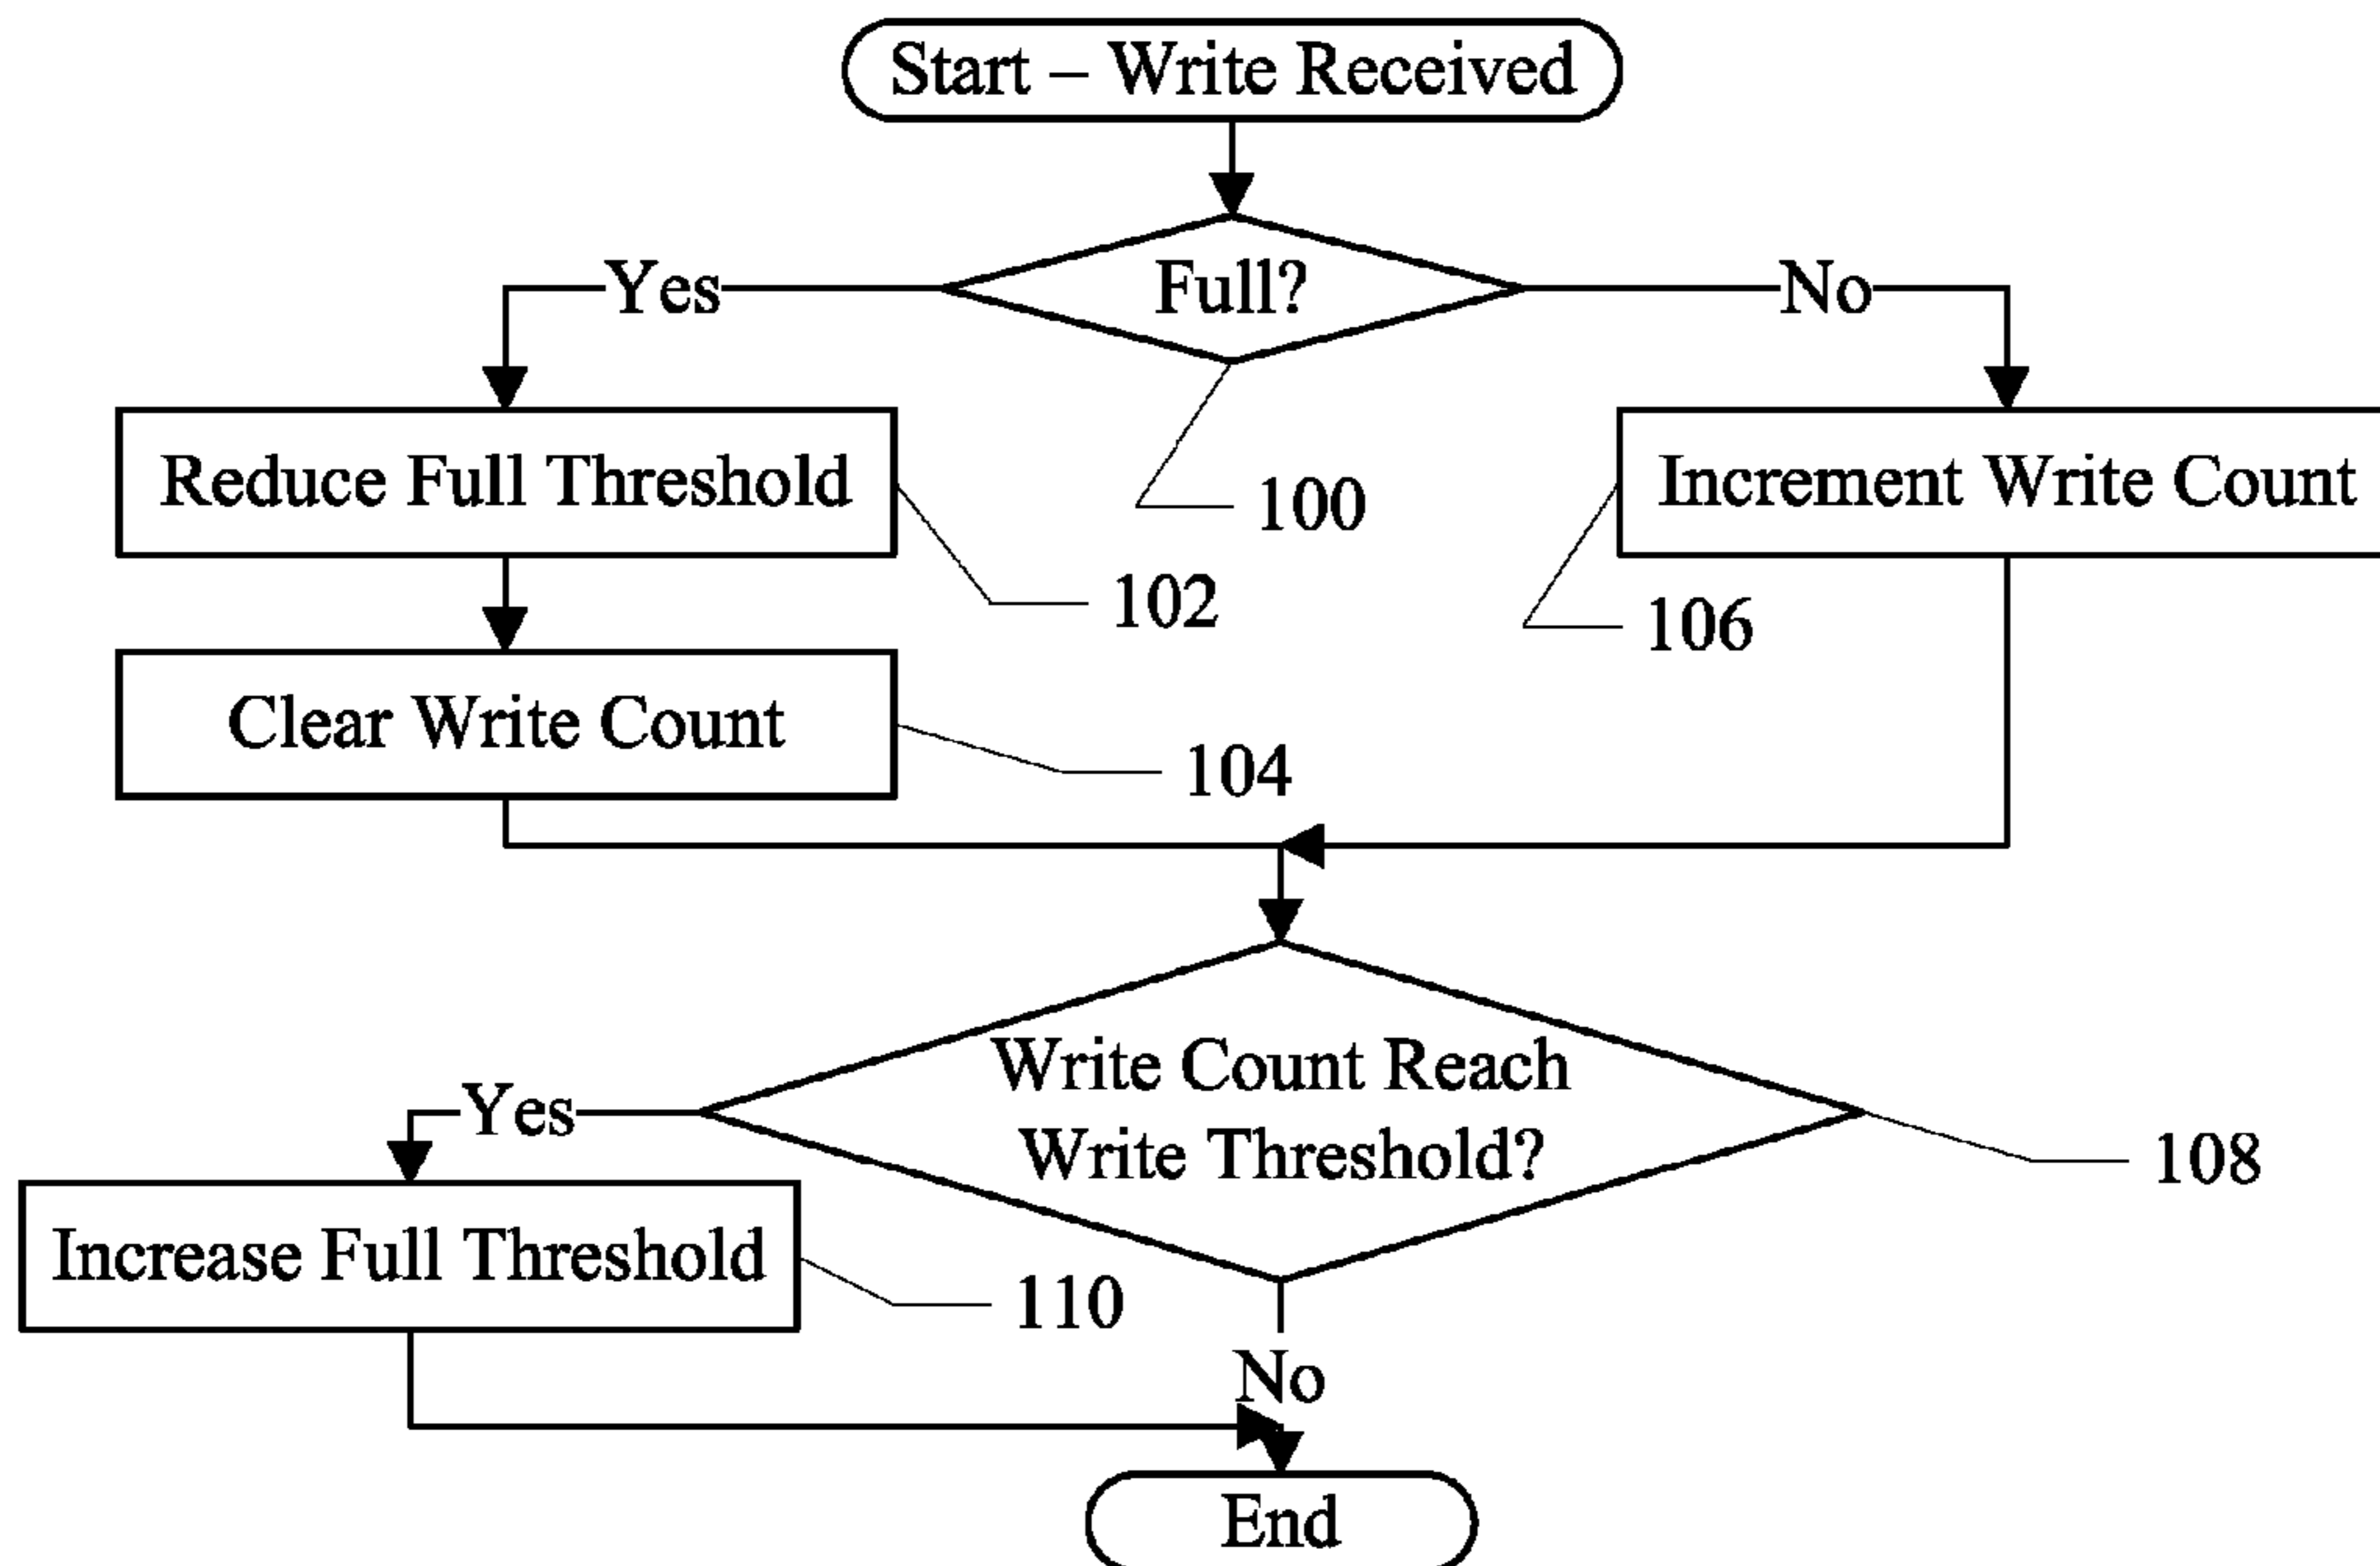 Start – Write Received
Full?
Yes
No
Reduce Full Threshold
Increment Write Count
100
102
106
Clear Write Count
104
Write Count Reach
Write Threshold?
Yes
108
Increase Full Threshold
110
No
End